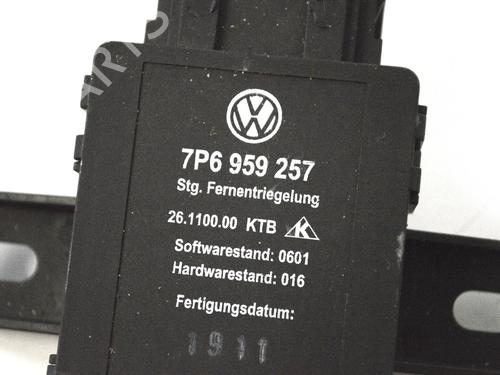 7P6 959 257
Stg. Fernentriegelung
26.1100.00 KTB
Softwarestand: 0601
Hardwarestand: 016
Fertigungsdatum:
1911